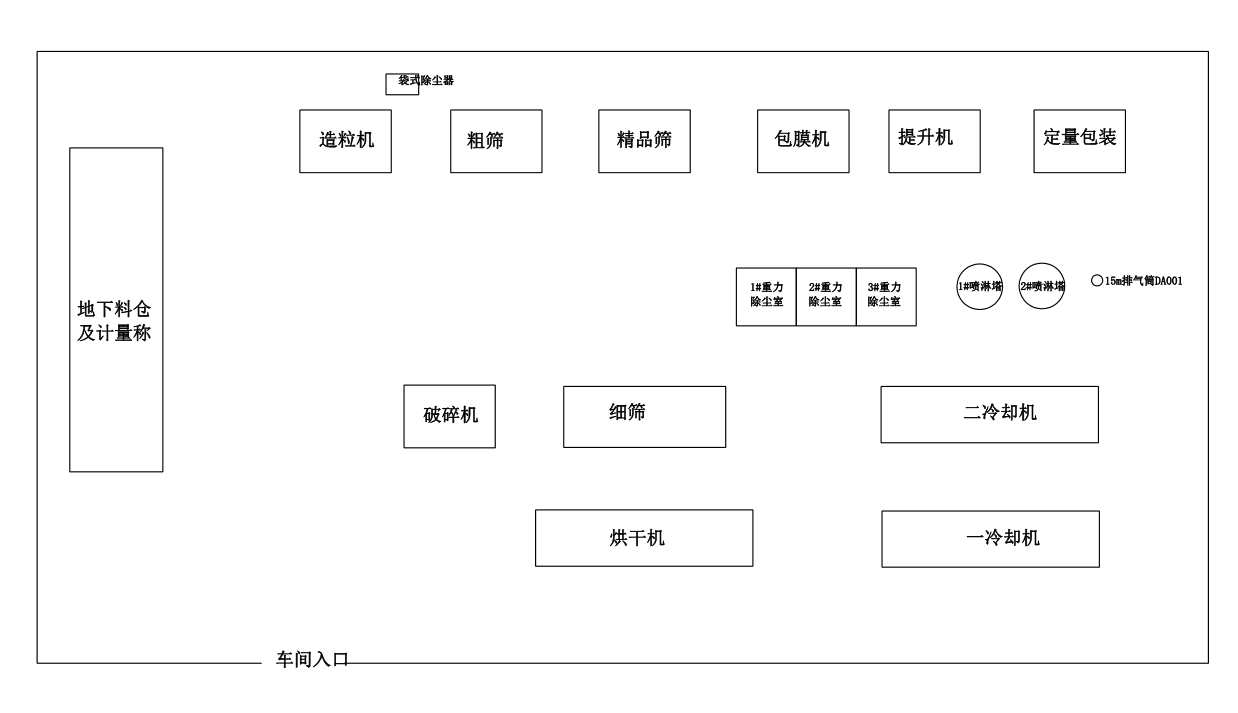 袋式除尘器
造粒机
粗筛
精品筛
包膜机
提升机
定量包装
地下料仓
及计量称
1#重力
除尘室
2#重力
除尘室
3#重力
除尘室
1#喷淋塔
2#喷淋塔
15m排气筒DA001
破碎机
细筛
二冷却机
烘干机
一冷却机
车间入口